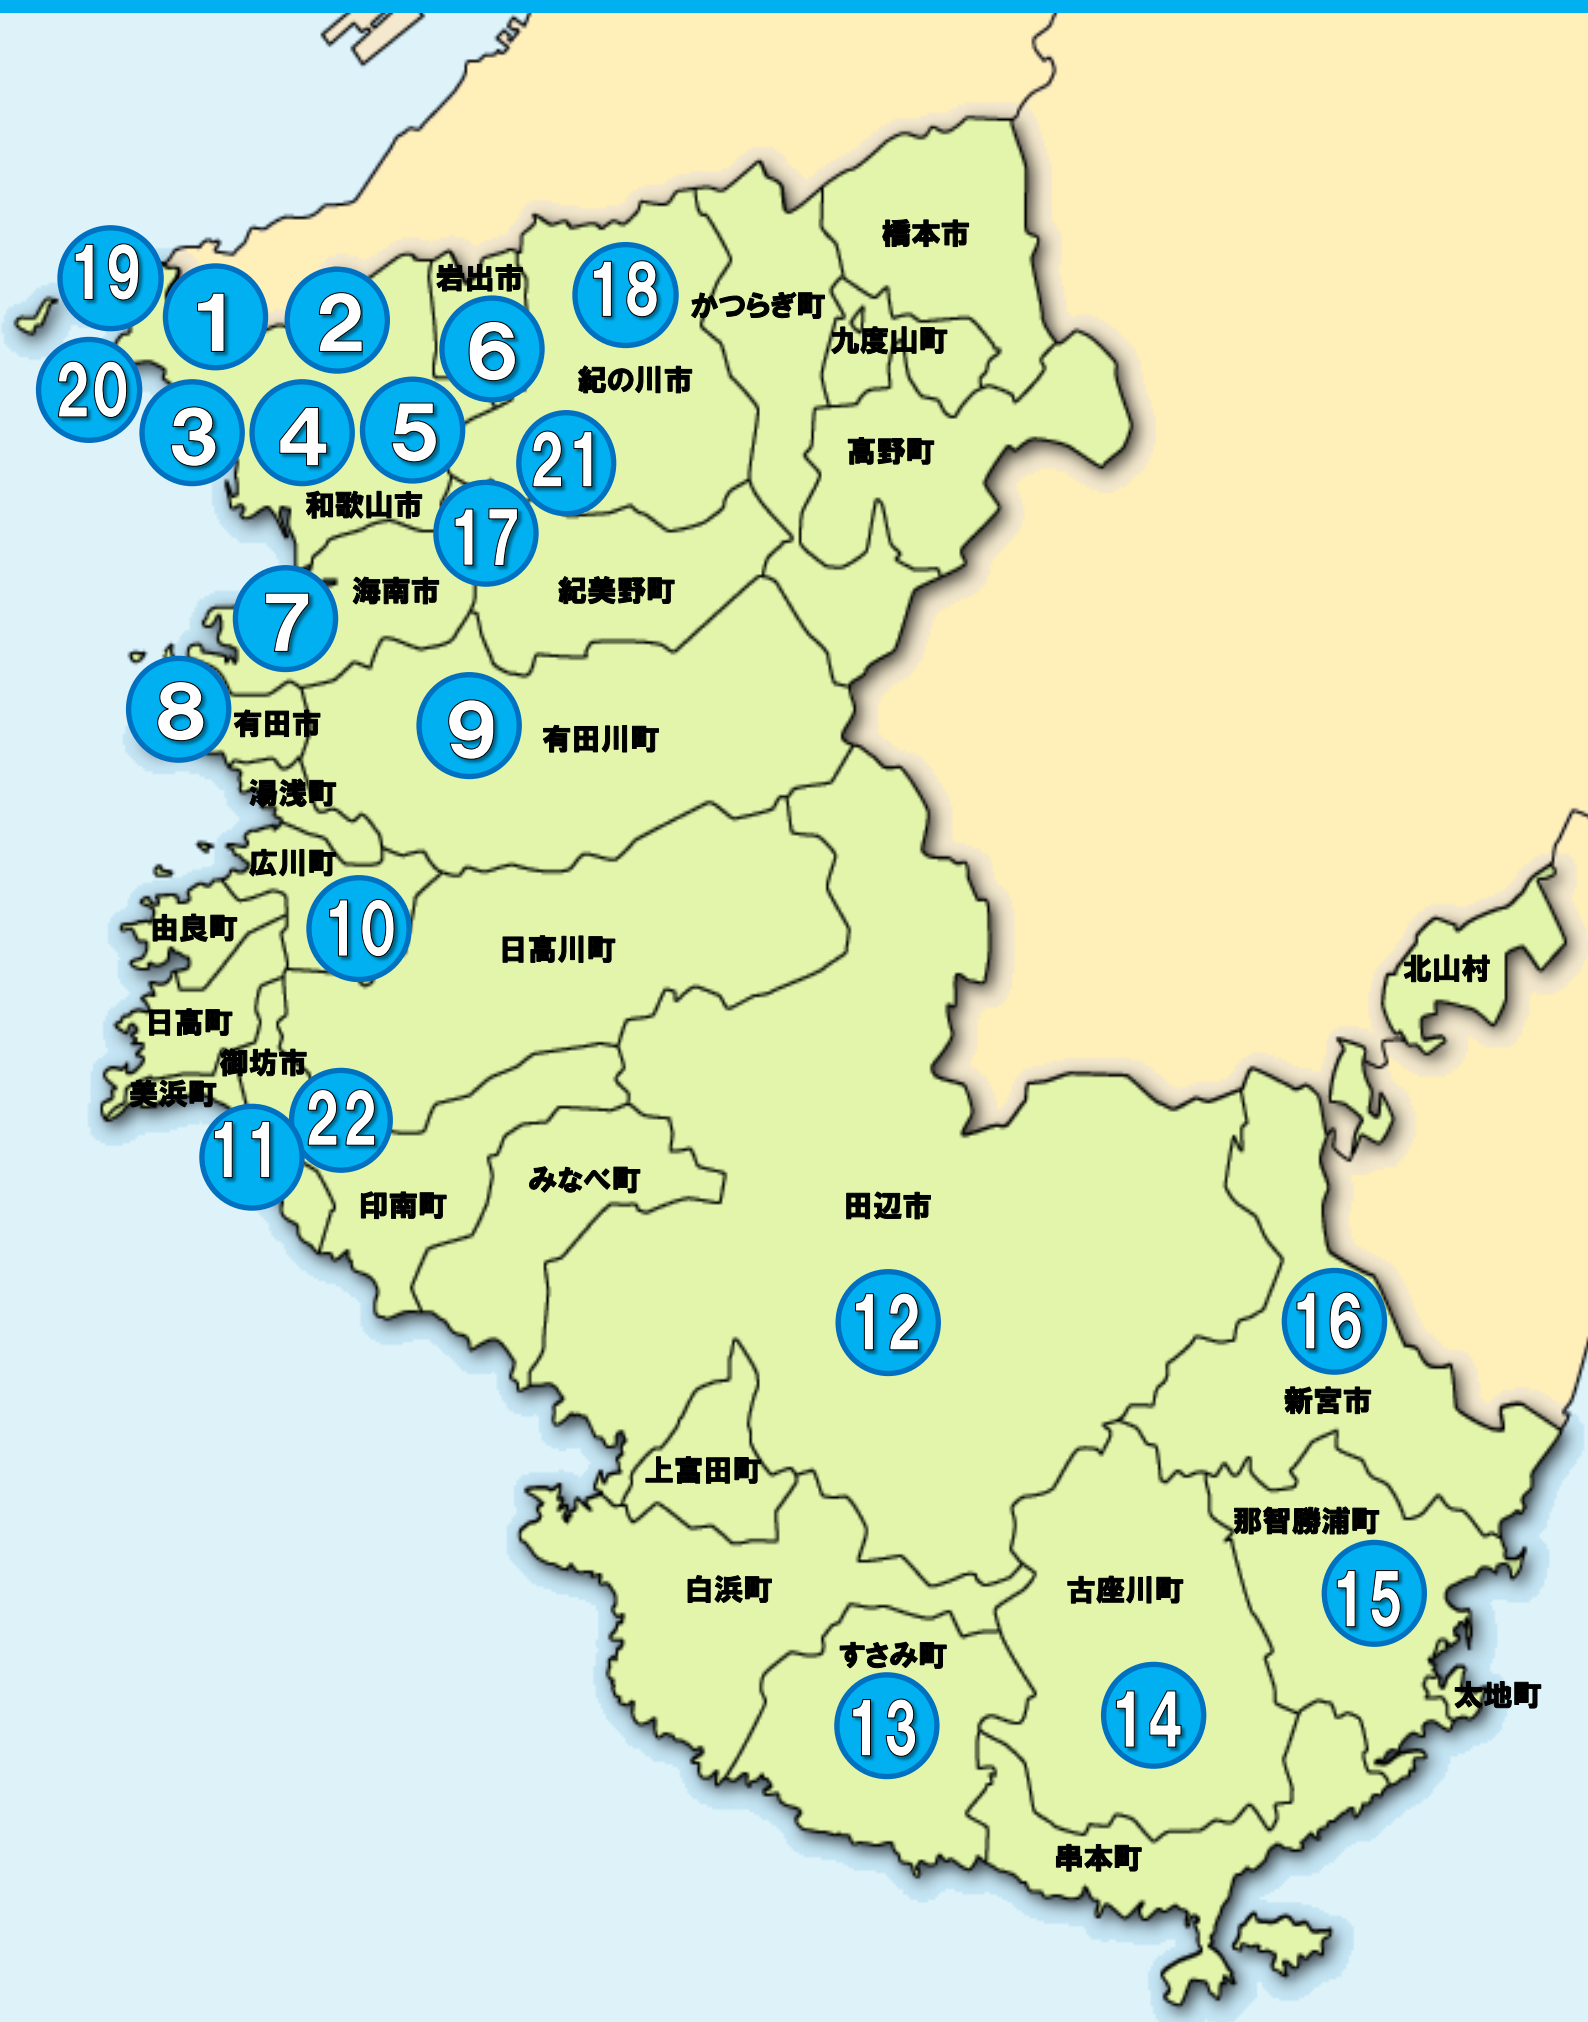 橋本市
19
岩出市
18
かつらぎ町
1
2
6
九度山町
20
紀の川市
3
4
5
21
高野町
和歌山市
17
海南市
紀美野町
7
8
有田市
9
有田川町
湯浅町
広川町
由良町
10
日高川町
北山村
日高町
御坊市
美浜町
22
11
みなべ町
印南町
田辺市
12
16
新宮市
上富田町
那智勝浦町
白浜町
古座川町
15
すさみ町
太地町
13
14
串本町